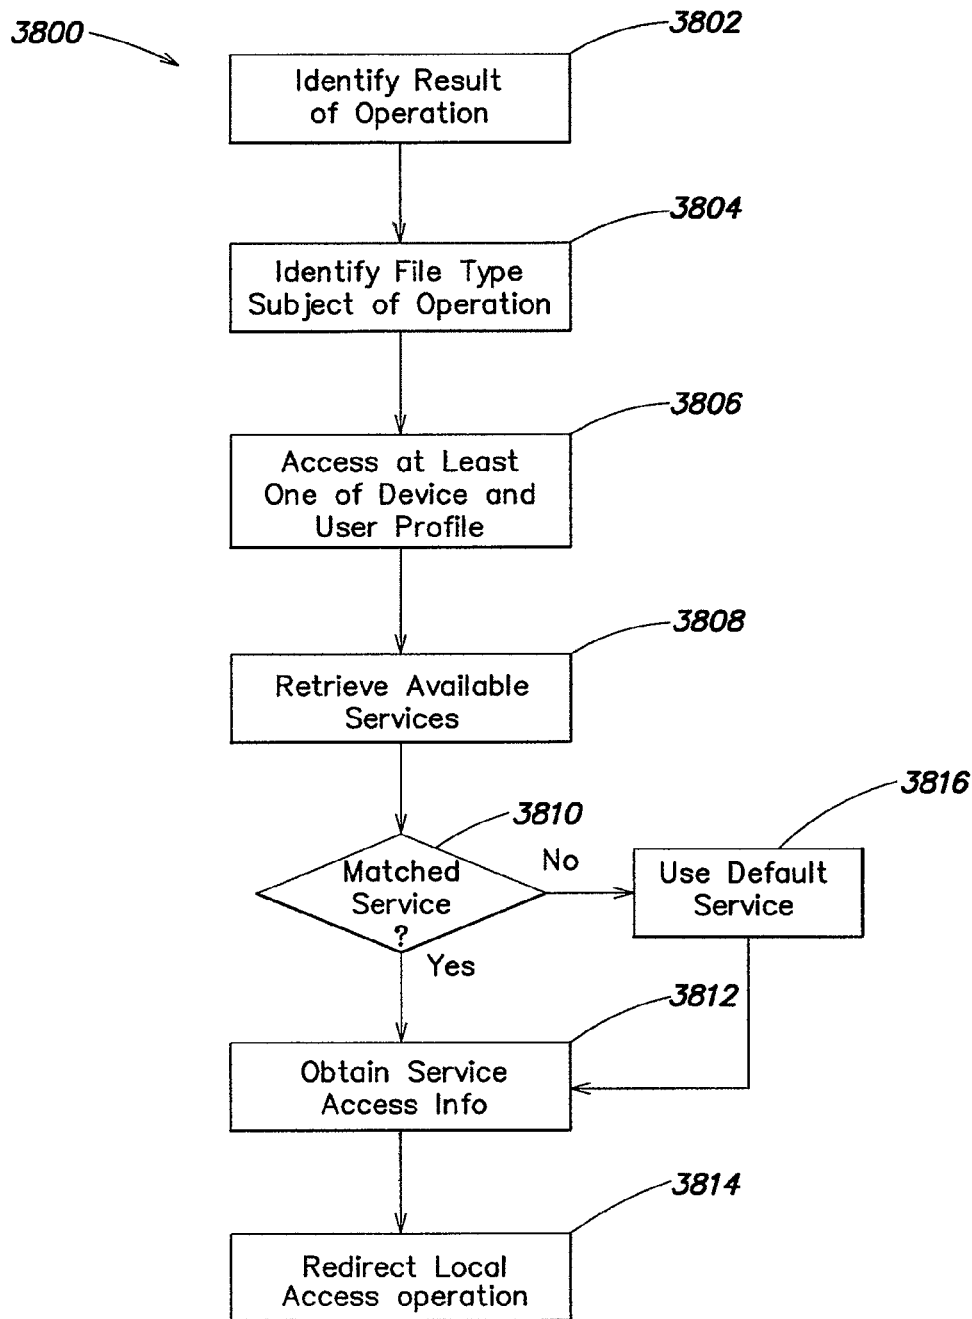 3800
3802
Identify Result
of Operation
3804
Identify File Type
Subject of Operation
3806
Access at Least
One of Device and
User Profile
3808
Retrieve Available
Services
3810
Matched
Service
?
No
3816
Use Default
Service
Yes
3812
Obtain Service
Access Info
3814
Redirect Local
Access operation